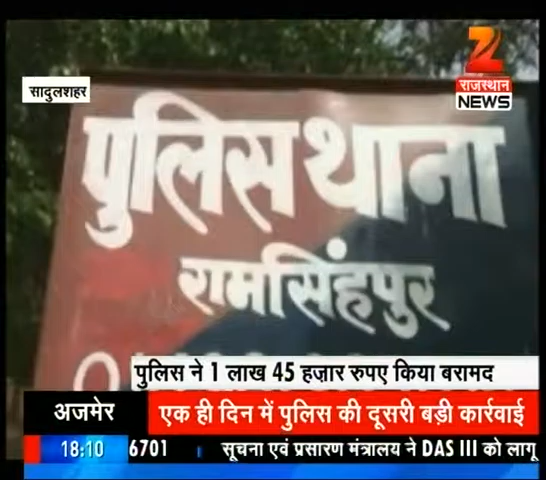 Z
राजस्थान
NEWS
सादुलशहर
पुलिस थाना
रामसिंहपुर
पुलिस ने 1 लाख 45 हज़ार रुपए किया बरामद
अजमेर
एक ही दिन में पुलिस की दूसरी बड़ी कार्रवाई
18:10
6701
सूचना एवं प्रसारण मंत्रालय ने DAS III को लागू